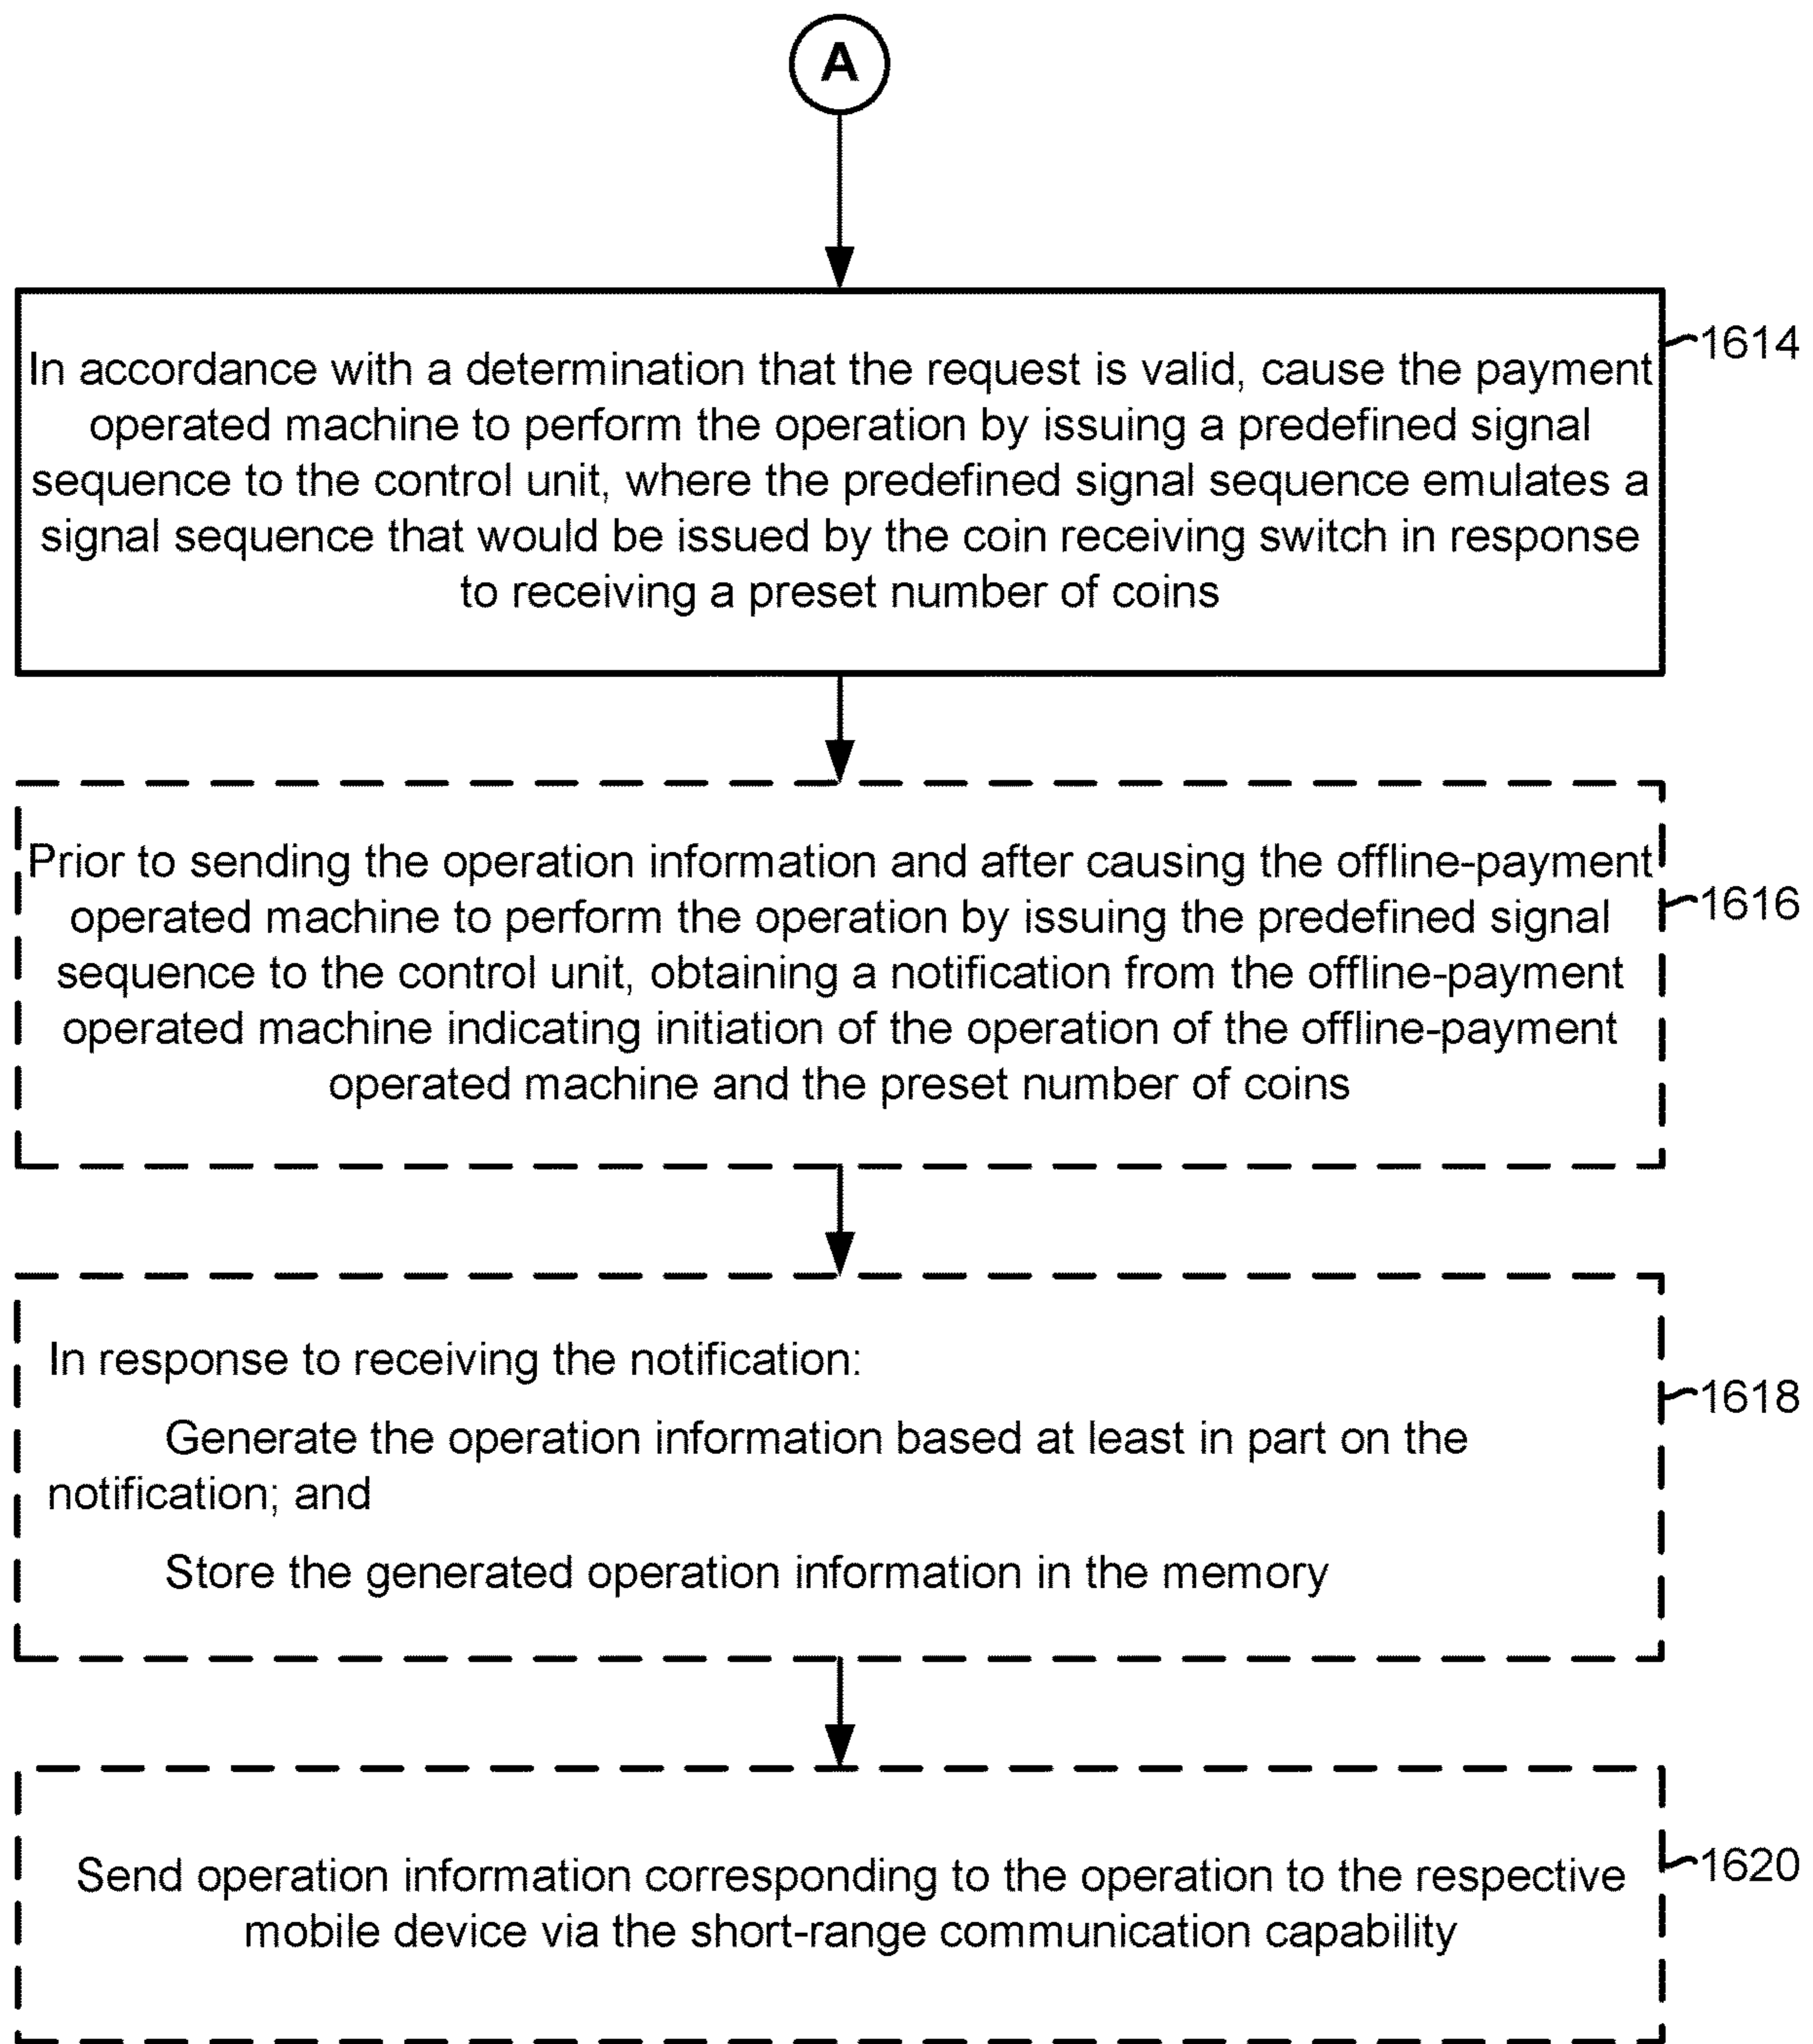 A
In accordance with a determination that the request is valid, cause the payment
operated machine to perform the operation by issuing a predefined signal
sequence to the control unit, where the predefined signal sequence emulates a
signal sequence that would be issued by the coin receiving switch in response
to receiving a preset number of coins
1614
Prior to sending the operation information and after causing the offline-payment
operated machine to perform the operation by issuing the predefined signal
sequence to the control unit, obtaining a notification from the offline-payment
operated machine indicating initiation of the operation of the offline-payment
operated machine and the preset number of coins
1616
In response to receiving the notification:
Generate the operation information based at least in part on the
notification; and
Store the generated operation information in the memory
1618
Send operation information corresponding to the operation to the respective
mobile device via the short-range communication capability
1620